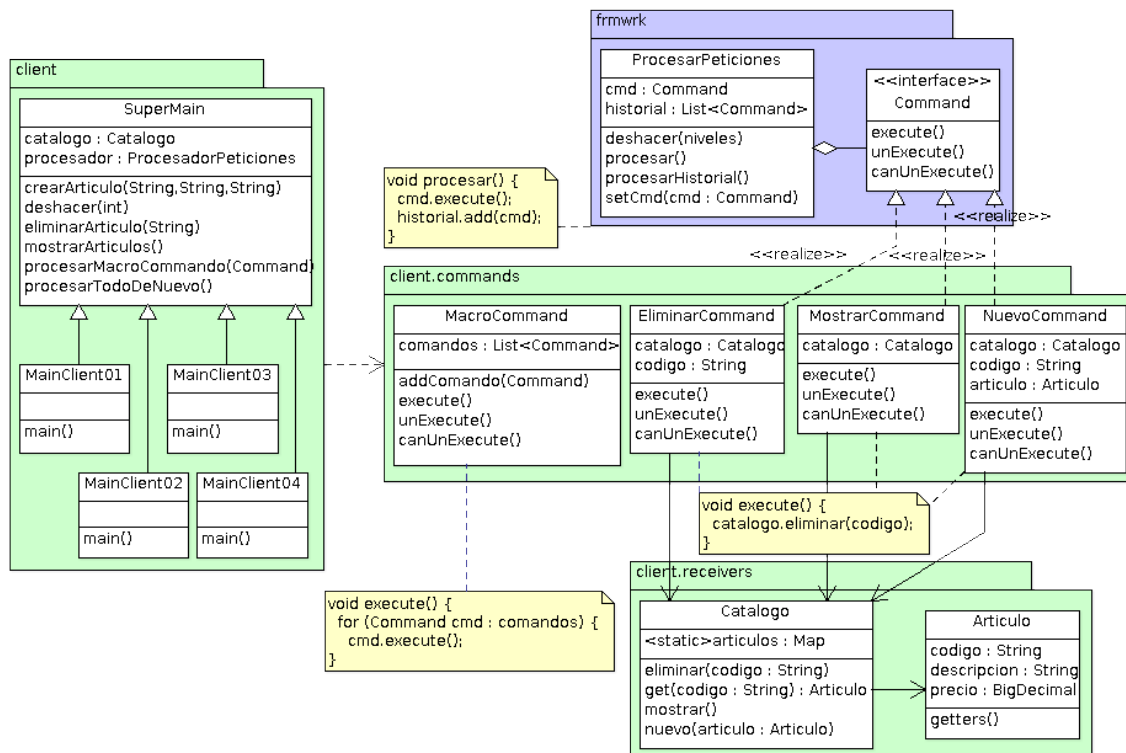 client
SuperMain
catalogo : Catalogo
procesador : ProcesadorPeticiones
crearArticulo(String,String,String)
deshacer(int)
eliminarArticulo(String)
mostrarArticulos()
procesarMacroCommando(Command)
procesarTodoDeNuevo()
MainClient01
main()
MainClient03
main()
MainClient02
main()
MainClient04
main()
frmwrk
ProcesarPeticiones
cmd : Command
historial : List<Command>
deshacer(niveles)
procesar()
procesarHistorial()
setCmd(cmd : Command)
<<interface>>
Command
execute()
unExecute()
canUnExecute()
void procesar() {
cmd.execute();
historial.add(cmd);
}
<<realize>>
<<realize>>
<<realize>>
client.commands
MacroCommand
comandos : List<Command>
addComando(Command)
execute()
unExecute()
canUnExecute()
EliminarCommand
catalogo : Catalogo
codigo : String
execute()
unExecute()
canUnExecute()
MostrarCommand
catalogo : Catalogo
execute()
unExecute()
canUnExecute()
NuevoCommand
catalogo : Catalogo
codigo : String
articulo : Articulo
execute()
unExecute()
canUnExecute()
void execute() {
catalogo.eliminar(codigo);
}
void execute() {
for (Command cmd : comandos) {
cmd.execute();
}
client.receivers
Catalogo
<static>articulos : Map
eliminar(codigo : String)
get(codigo : String) : Articulo
mostrar()
nuevo(articulo : Articulo)
Articulo
codigo : String
descripcion : String
precio : BigDecimal
getters()